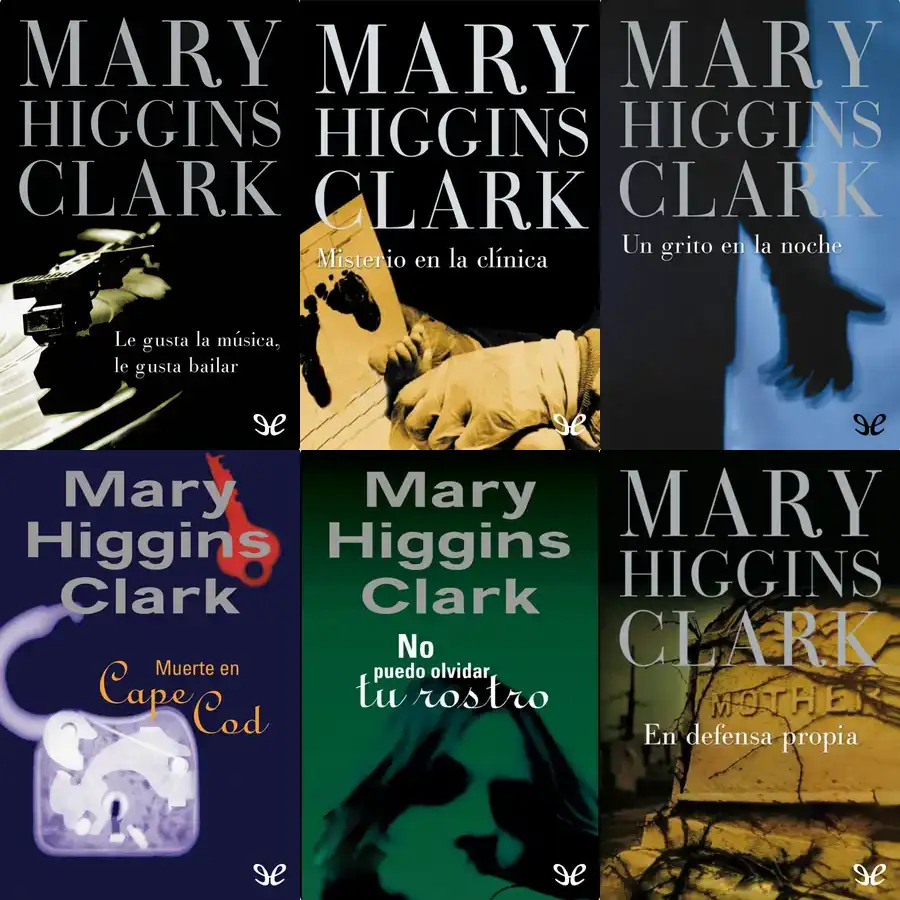 MARY
HIGGINS
CLARK
Le gusta la música,
le gusta bailar
MARY
HIGGINS
CLARK
Misterio en la clínica
MARY
HIGGINS
CLARK
Un grito en la noche
Mary
Higgins
Clark
Muerte en
Cape
Cod
Mary
Higgins
Clark
No
puedo olvidar
tu rostro
MARY
HIGGINS
CLARK
MOTHER
En defensa propia